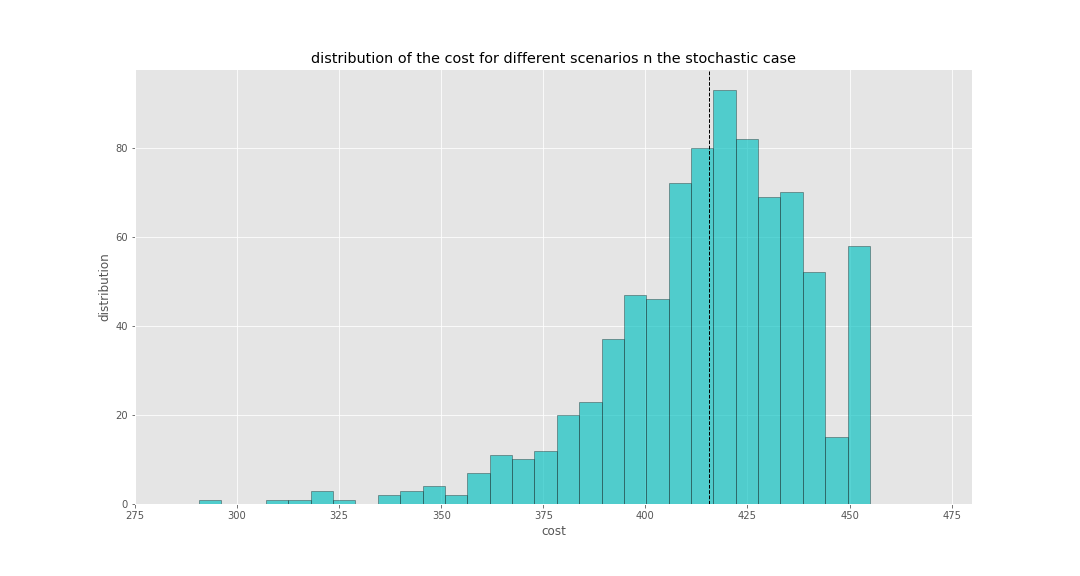 distribution of the cost for different scenarios n the stochastic case
distribution
80
60
40
20
0
275 300 325 350 375 400 425 450 475
cost